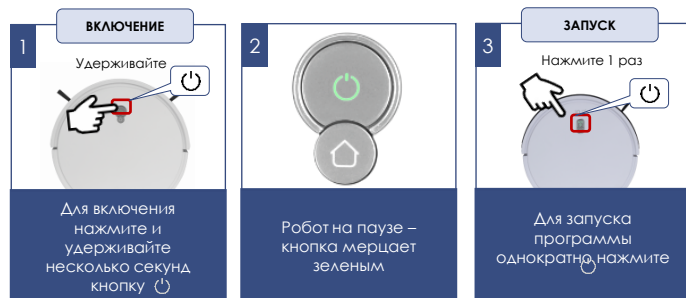 ВКЛЮЧЕНИЕ
1
Удерживайте
Для включения
нажмите и
удерживайте
несколько секунд
кнопку
2
Робот на паузе –
кнопка мерцает
зеленым
ЗАПУСК
3
Нажмите 1 раз
Для запуска
программы
однократно нажмите